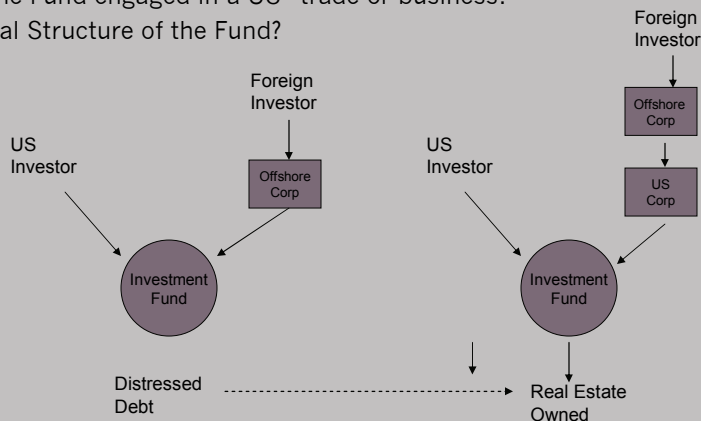 Fund engaged in a US trade or business?
al Structure of the Fund?
Foreign
Investor
US
Investor
Offshore
Corp
Investment
Fund
Distressed
Debt
Foreign
Investor
Offshore
Corp
US
Corp
US
Investor
Investment
Fund
Real Estate
Owned